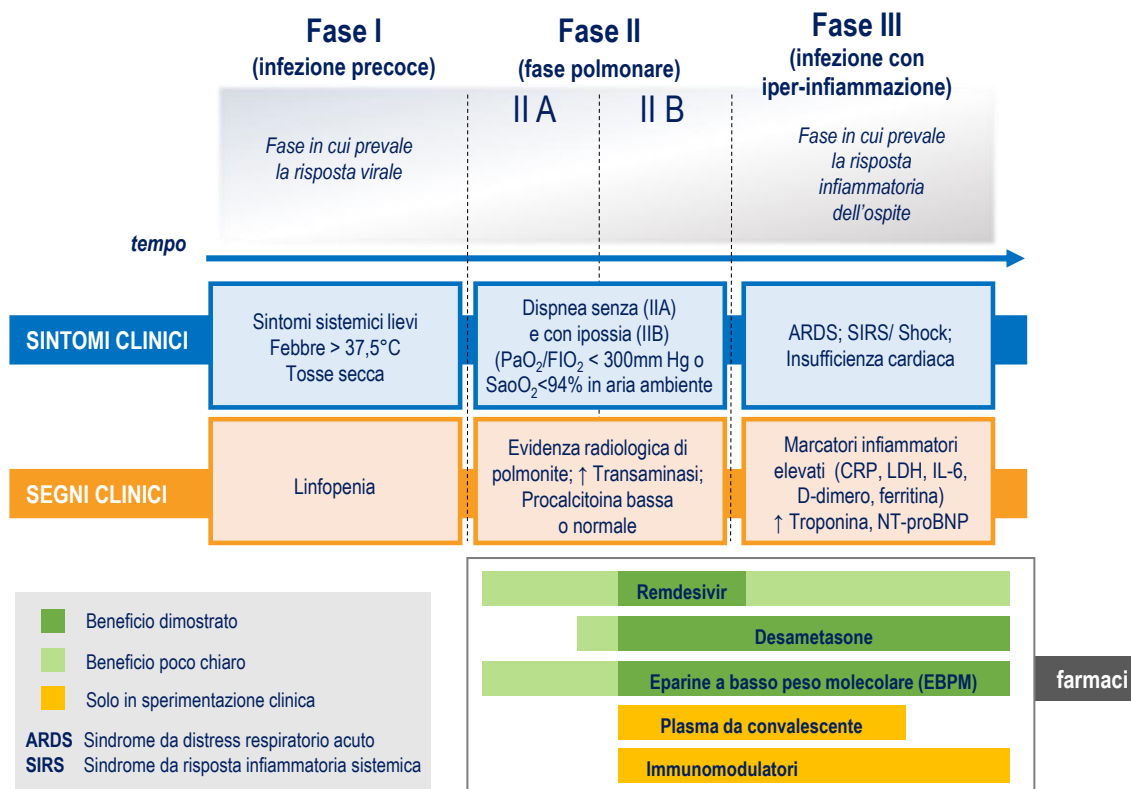 Fase I
(infezione precoce)
Fase II
(fase polmonare)
Fase III
(infezione con
iper-infiammazione)
II A
II B
Fase in cui prevale
la risposta virale
Fase in cui prevale
la risposta
infiammatoria
dell'ospite
tempo
SINTOMI CLINICI
Sintomi sistemici lievi
Febbre > 37,5°C
Tosse secca
Dispnea senza (IIA)
e con ipossia (IIB)
(PaO2/FIO2 < 300mm Hg o
SaoO2<94% in aria ambiente
ARDS; SIRS/ Shock;
Insufficienza cardiaca
SEGNI CLINICI
Linfopenia
Evidenza radiologica di
polmonite; ↑ Transaminasi;
Procalcitoina bassa
o normale
Marcatori infiammatori
elevati (CRP, LDH, IL-6,
D-dimero, ferritina)
↑ Troponina, NT-proBNP
Beneficio dimostrato
Beneficio poco chiaro
Solo in sperimentazione clinica
ARDS Sindrome da distress respiratorio acuto
SIRS Sindrome da risposta infiammatoria sistemica
Remdesivir
Desametasone
Eparine a basso peso molecolare (EBPM)
Plasma da convalescente
Immunomodulatori
farmaci